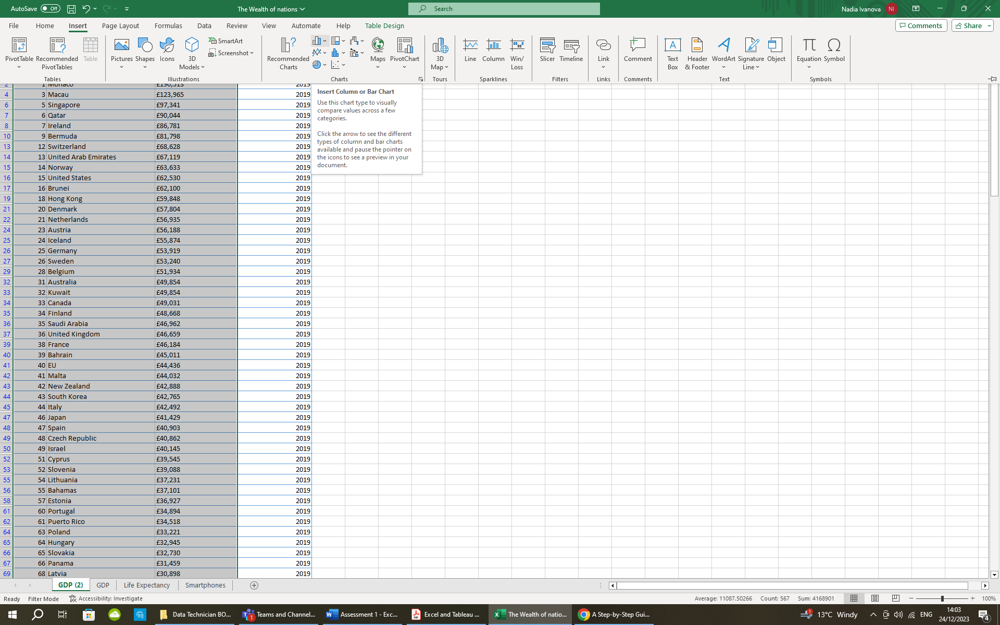 AutoSave Off The Wealth of nations Search Nadia Ivanova NI
File Home Insert Page Layout Formulas Data Review View Automate Help Table Design Comments Share
PivotTable Recommended PivotTables Table
Pictures Shapes Icons 3D Models SmartArt Screenshot
Recommended Charts Maps PivotChart
3D Map Line Column Win/Loss Slicer Timeline Link Comment
Text Box Header & Footer WordArt Signature Line Object Equation Symbol
Tables Illustrations Charts Tours Sparklines Filters Links Comments Text Symbols
Insert Column or Bar Chart
Use this chart type to visually
compare values across a few
categories.
Click the arrow to see the different
types of column and bar charts
available and pause the pointer on
the icons to see a preview in your
document.
2 1 Monaco £190,513 2019
4 3 Macau £123,965 2019
6 5 Singapore £97,341 2019
7 6 Qatar £90,044 2019
8 7 Ireland £86,781 2019
10 9 Bermuda £81,798 2019
13 12 Switzerland £68,628 2019
14 13 United Arab Emirates £67,119 2019
15 14 Norway £63,633 2019
16 15 United States £62,530 2019
17 16 Brunei £62,100 2019
19 18 Hong Kong £59,848 2019
21 20 Denmark £57,804 2019
22 21 Netherlands £56,935 2019
24 23 Austria £56,188 2019
25 24 Iceland £55,874 2019
26 25 Germany £53,919 2019
27 26 Sweden £53,240 2019
29 28 Belgium £51,934 2019
32 31 Australia £49,854 2019
33 32 Kuwait £49,854 2019
34 33 Canada £49,031 2019
35 34 Finland £48,668 2019
36 35 Saudi Arabia £46,962 2019
37 36 United Kingdom £46,659 2019
39 38 France £46,184 2019
40 39 Bahrain £45,011 2019
41 40 EU £44,436 2019
42 41 Malta £44,032 2019
43 42 New Zealand £42,888 2019
44 43 South Korea £42,765 2019
45 44 Italy £42,492 2019
47 46 Japan £41,429 2019
48 47 Spain £40,903 2019
49 48 Czech Republic £40,862 2019
50 49 Israel £40,145 2019
52 51 Cyprus £39,545 2019
53 52 Slovenia £39,088 2019
55 54 Lithuania £37,231 2019
56 55 Bahamas £37,101 2019
58 57 Estonia £36,927 2019
61 60 Portugal £34,894 2019
62 61 Puerto Rico £34,518 2019
64 63 Poland £33,221 2019
65 64 Hungary £32,945 2019
66 65 Slovakia £32,730 2019
67 66 Panama £31,459 2019
69 68 Latvia £30,898 2019
GDP (2) GDP Life Expectancy Smartphones
Ready Filter Mode Accessibility: Investigate Average: 11087.50266 Count: 567 Sum: 4168901 100%
Data Technician BO... Teams and Channel... Assessment 1 - Exc... Excel and Tableau ... The Wealth of natio... A Step-by-Step Gui... 13°C Windy ENG 14:03
24/12/2023 4